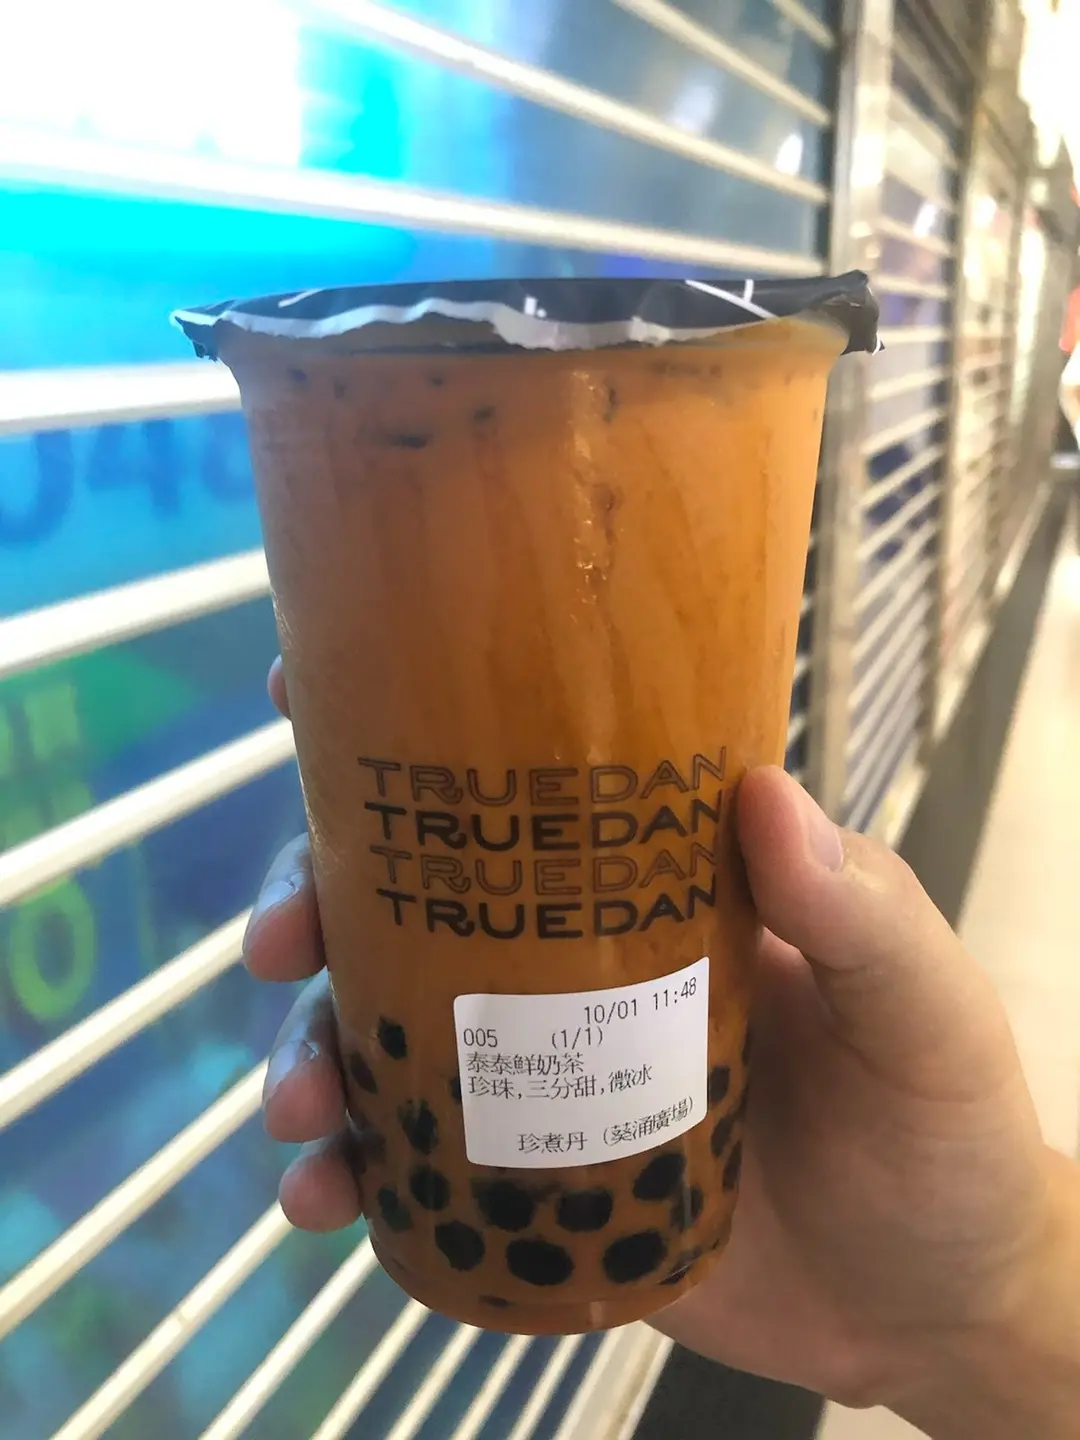 TRUEDAN
TRUEDAN
TRUEDAN
TRUEDAN
10/01 11:48
005 (1/1)
泰泰鮮奶茶
珍珠,三分甜,微冰
珍煮丹 (葵涌廣場)